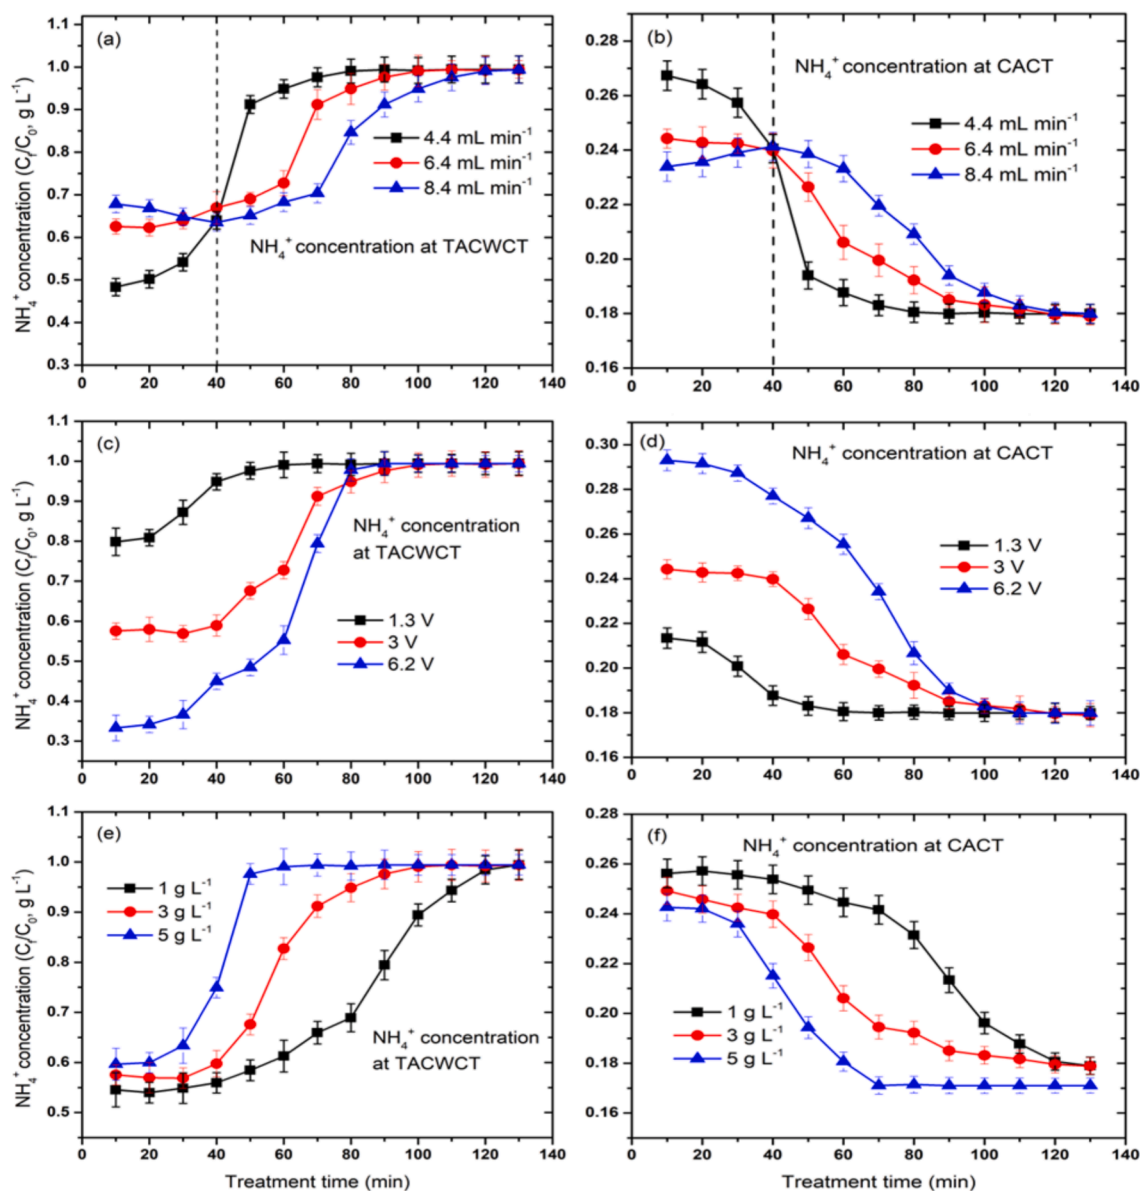 (a)
NH₄⁺ concentration (Cf/C0, g L⁻¹)
1.1
1.0
0.9
0.8
0.7
0.6
0.5
0.4
0.3
4.4 mL min⁻¹
6.4 mL min⁻¹
8.4 mL min⁻¹
NH₄⁺ concentration at TACWCT
0 20 40 60 80 100 120 140
(b)
NH₄⁺ concentration at CACT
0.28
0.26
0.24
0.22
0.20
0.18
0.16
4.4 mL min⁻¹
6.4 mL min⁻¹
8.4 mL min⁻¹
0 20 40 60 80 100 120 140
(c)
NH₄⁺ concentration (Cf/C0, g L⁻¹)
1.1
1.0
0.9
0.8
0.7
0.6
0.5
0.4
0.3
NH₄⁺ concentration
at TACWCT
1.3 V
3 V
6.2 V
0 20 40 60 80 100 120 140
(d)
NH₄⁺ concentration at CACT
0.30
0.28
0.26
0.24
0.22
0.20
0.18
0.16
1.3 V
3 V
6.2 V
0 20 40 60 80 100 120 140
(e)
NH₄⁺ concentration (Cf/C0, g L⁻¹)
1.1
1.0
0.9
0.8
0.7
0.6
0.5
1 g L⁻¹
3 g L⁻¹
5 g L⁻¹
NH₄⁺ concentration
at TACWCT
0 20 40 60 80 100 120 140
Treatment time (min)
(f)
NH₄⁺ concentration at CACT
0.28
0.26
0.24
0.22
0.20
0.18
0.16
1 g L⁻¹
3 g L⁻¹
5 g L⁻¹
0 20 40 60 80 100 120 140
Treatment time (min)